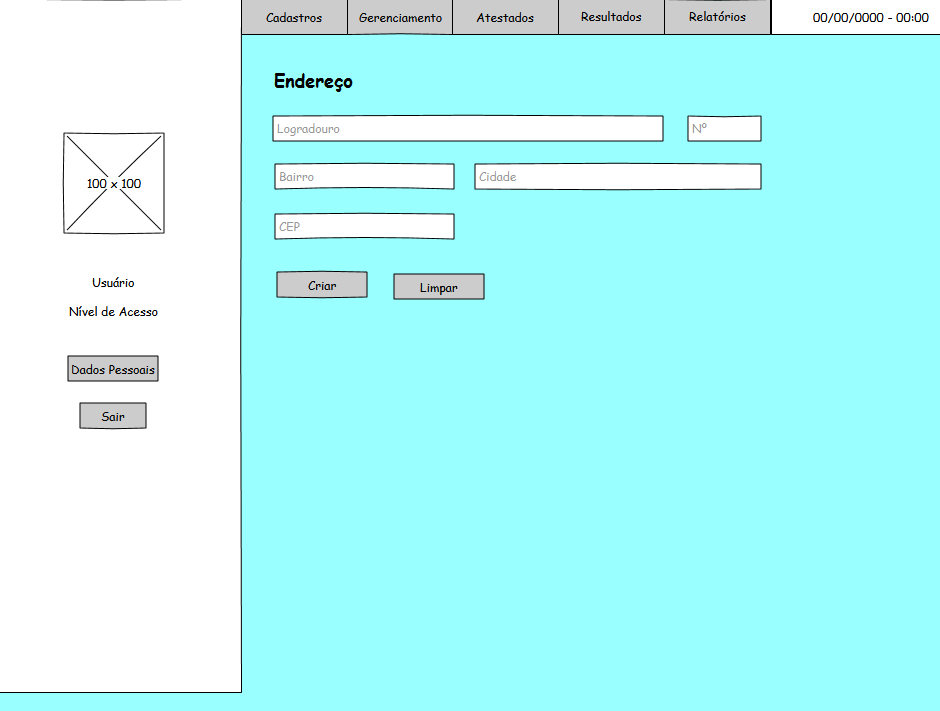 Cadastros
Gerenciamento
Atestados
Resultados
Relatórios
00/00/0000 - 00:00
100 x 100
Usuário
Nível de Acesso
Dados Pessoais
Sair
Endereço
Logradouro
Nº
Bairro
Cidade
CEP
Criar
Limpar